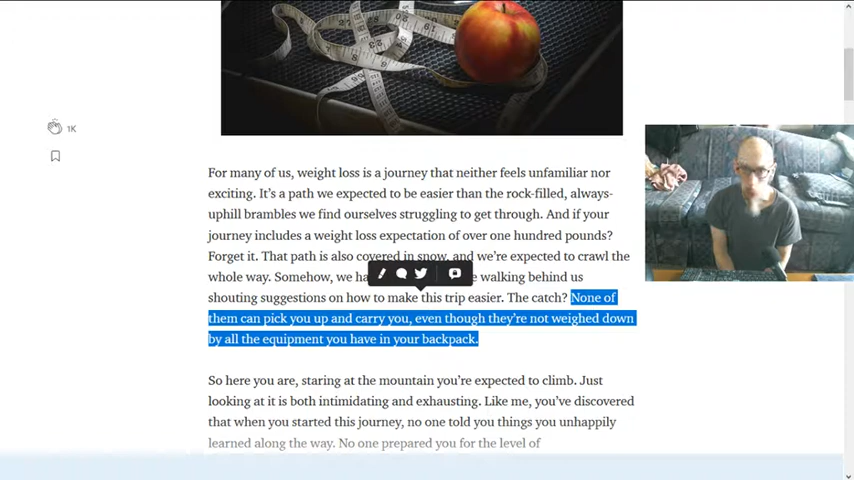 1K
For many of us, weight loss is a journey that neither feels unfamiliar nor
exciting. It's a path we expected to be easier than the rock-filled, always-
uphill brambles we find ourselves struggling to get through. And if your
journey includes a weight loss expectation of over one hundred pounds?
Forget it. That path is also covered in snow, and we're expected to crawl the
whole way. Somehow, we ha e walking behind us
shouting suggestions on how to make this trip easier. The catch? None of
them can pick you up and carry you, even though they're not weighed down
by all the equipment you have in your backpack.
So here you are, staring at the mountain you're expected to climb. Just
looking at it is both intimidating and exhausting. Like me, you've discovered
that when you started this journey, no one told you things you unhappily
learned along the way. No one prepared you for the level of